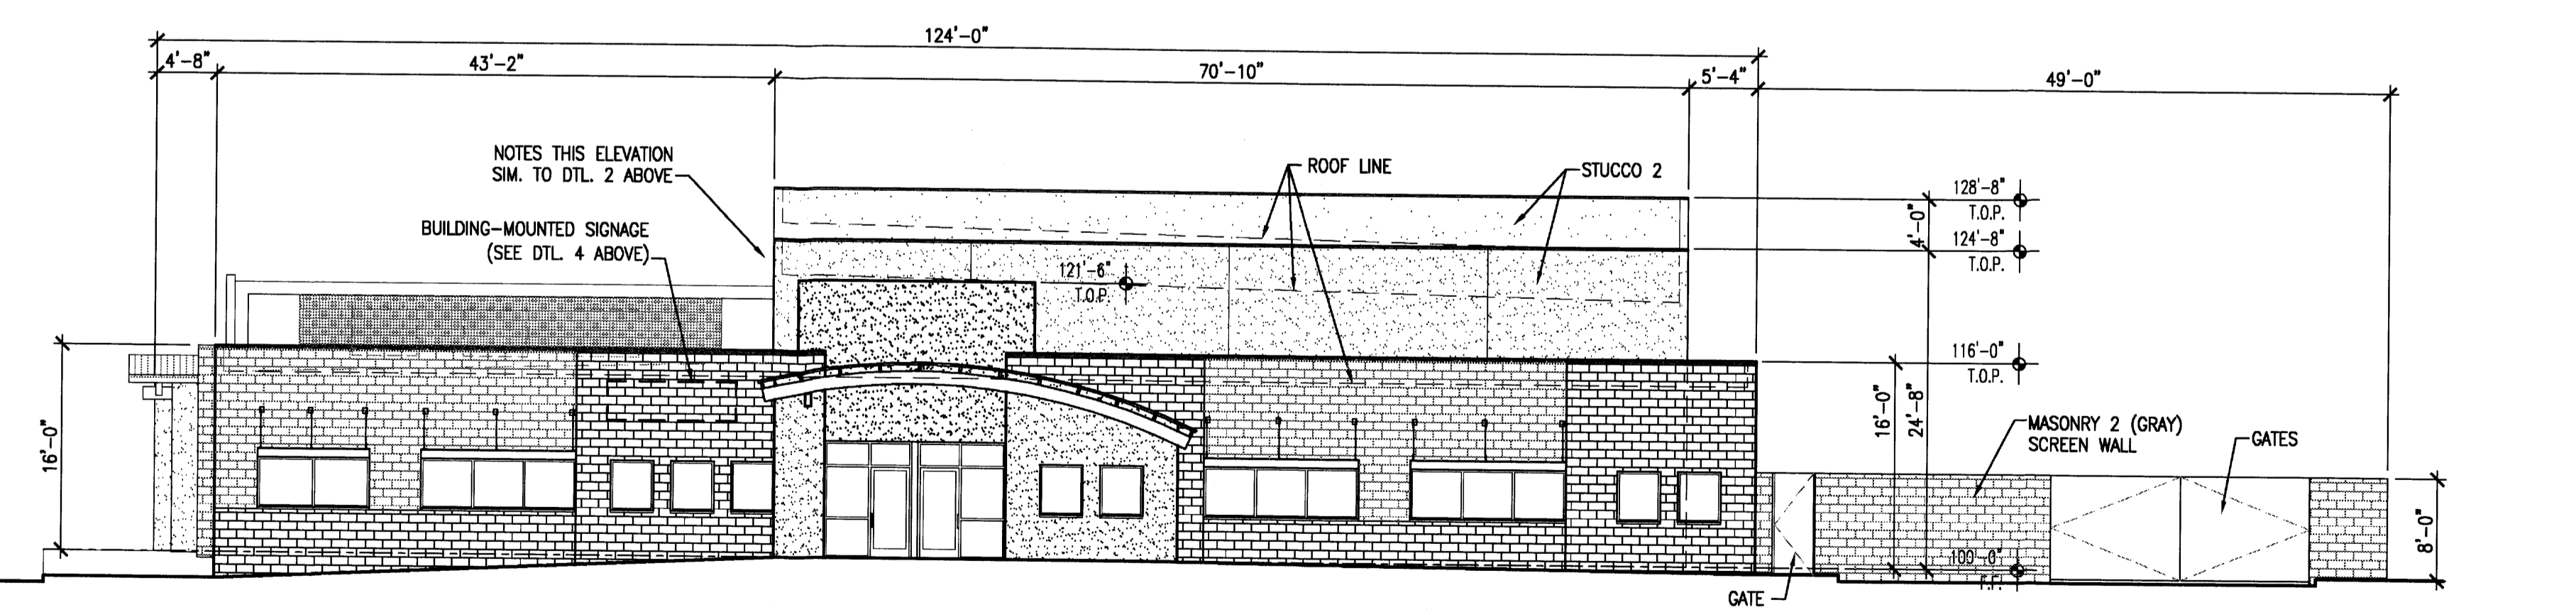 124'-0"
4'-8"
43'-2"
70'-10"
5'-4"
49'-0"
NOTES THIS ELEVATION
SIM. TO DTL. 2 ABOVE
ROOF LINE
STUCCO 2
128'-8"
T.O.P.
4'-0"
124'-8"
T.O.P.
BUILDING-MOUNTED SIGNAGE
(SEE DTL. 4 ABOVE)
121'-6"
T.O.P.
116'-0"
T.O.P.
16'-0"
16'-0"
24'-8"
MASONRY 2 (GRAY)
SCREEN WALL
GATES
8'-0"
100'-0"
F.F.
GATE